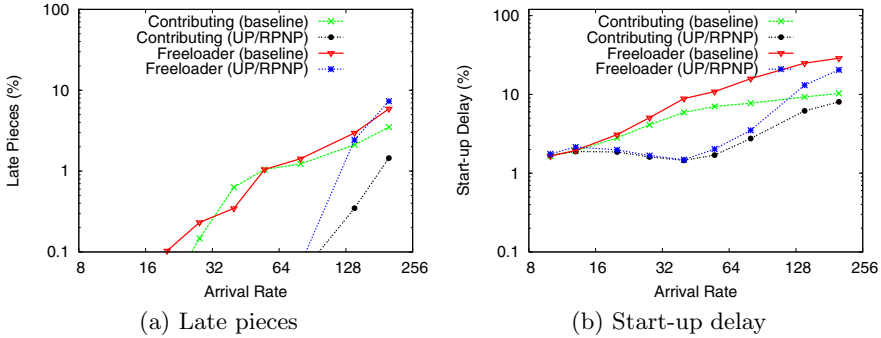 Contributing (baseline)
Contributing (UP/RPNP)
Freeloader (baseline)
Freeloader (UP/RPNP)
100
10
1
0.1
Late Pieces (%)
8 16 32 64 128 256
Arrival Rate
(a) Late pieces
Contributing (baseline)
Contributing (UP/RPNP)
Freeloader (baseline)
Freeloader (UP/RPNP)
100
10
1
0.1
Start-up Delay (%)
8 16 32 64 128 256
Arrival Rate
(b) Start-up delay